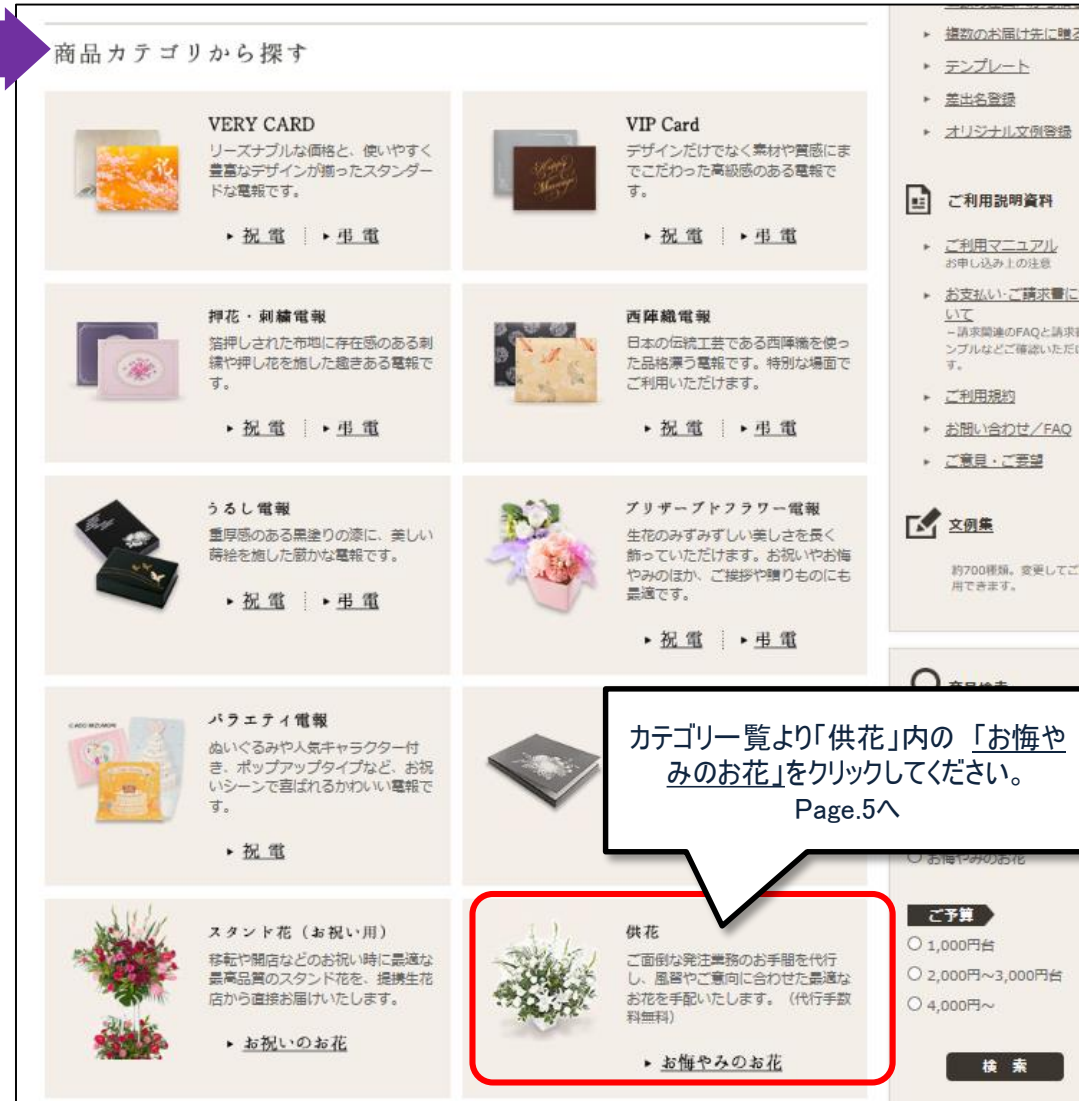 商品カテゴリから探す
VERY CARD
リーズナブルな価格と、使いやすく
豊富なデザインが揃ったスタンダー
ドな電報です。
祝電
弔電
VIP Card
デザインだけでなく素材や質感にま
でこだわった高級感のある電報で
す。
祝電
弔電
押花・刺繍電報
箔押しされた布地に存在感のある刺
繍や押し花を施した趣きある電報で
す。
祝電
弔電
西陣織電報
日本の伝統工芸である西陣織を使っ
た品格漂う電報です。特別な場面で
ご利用いただけます。
祝電
弔電
うるし電報
重厚感のある黒塗りの漆に、美しい
蒔絵を施した厳かな電報です。
祝電
弔電
プリザーブドフラワー電報
生花のみずみずしい美しさを長く
飾っていただけます。お祝いやお悔
やみのほか、ご挨拶や贈りものにも
最適です。
祝電
弔電
バラエティ電報
ぬいぐるみや人気キャラクター付
き、ポップアップタイプなど、お祝
いシーンで喜ばれるかわいい電報で
す。
祝電
カテゴリー覧より「供花」内の 「お悔や
みのお花」をクリックしてください。
Page.5へ
スタンド花（お祝い用）
移転や開店などのお祝い時に最適な
最高品質のスタンド花を、提携生花
店から直接お届けいたします。
お祝いのお花
供花
ご面倒な発注業務のお手間を代行
し、風習やご意向に合わせた最適な
お花を手配いたします。（代行手数
料無料）
お悔やみのお花
複数のお届け先に贈る
テンプレート
差出名登録
オリジナル文例登録
ご利用説明資料
ご利用マニュアル
お申し込み上の注意
お支払い・ご請求書に
いて
－請求関連のFAQと請求
ンプルなどご確認いただけ
す。
ご利用規約
お問い合わせ／FAQ
ご意見・ご要望
文例集
約700種類。変更してご
用できます。
お悔やみのお花
ご予算
1,000円台
2,000円～3,000円台
4,000円～
検 索